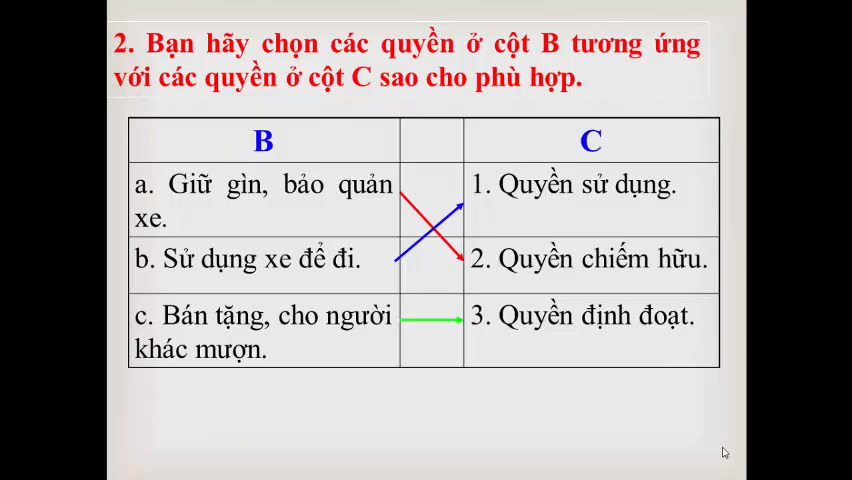 2. Bạn hãy chọn các quyền ở cột B tương ứng
với các quyền ở cột C sao cho phù hợp.
B
C
a. Giữ gìn, bảo quản
xe.
1. Quyền sử dụng.
b. Sử dụng xe để đi.
2. Quyền chiếm hữu.
c. Bán tặng, cho người
khác mượn.
3. Quyền định đoạt.